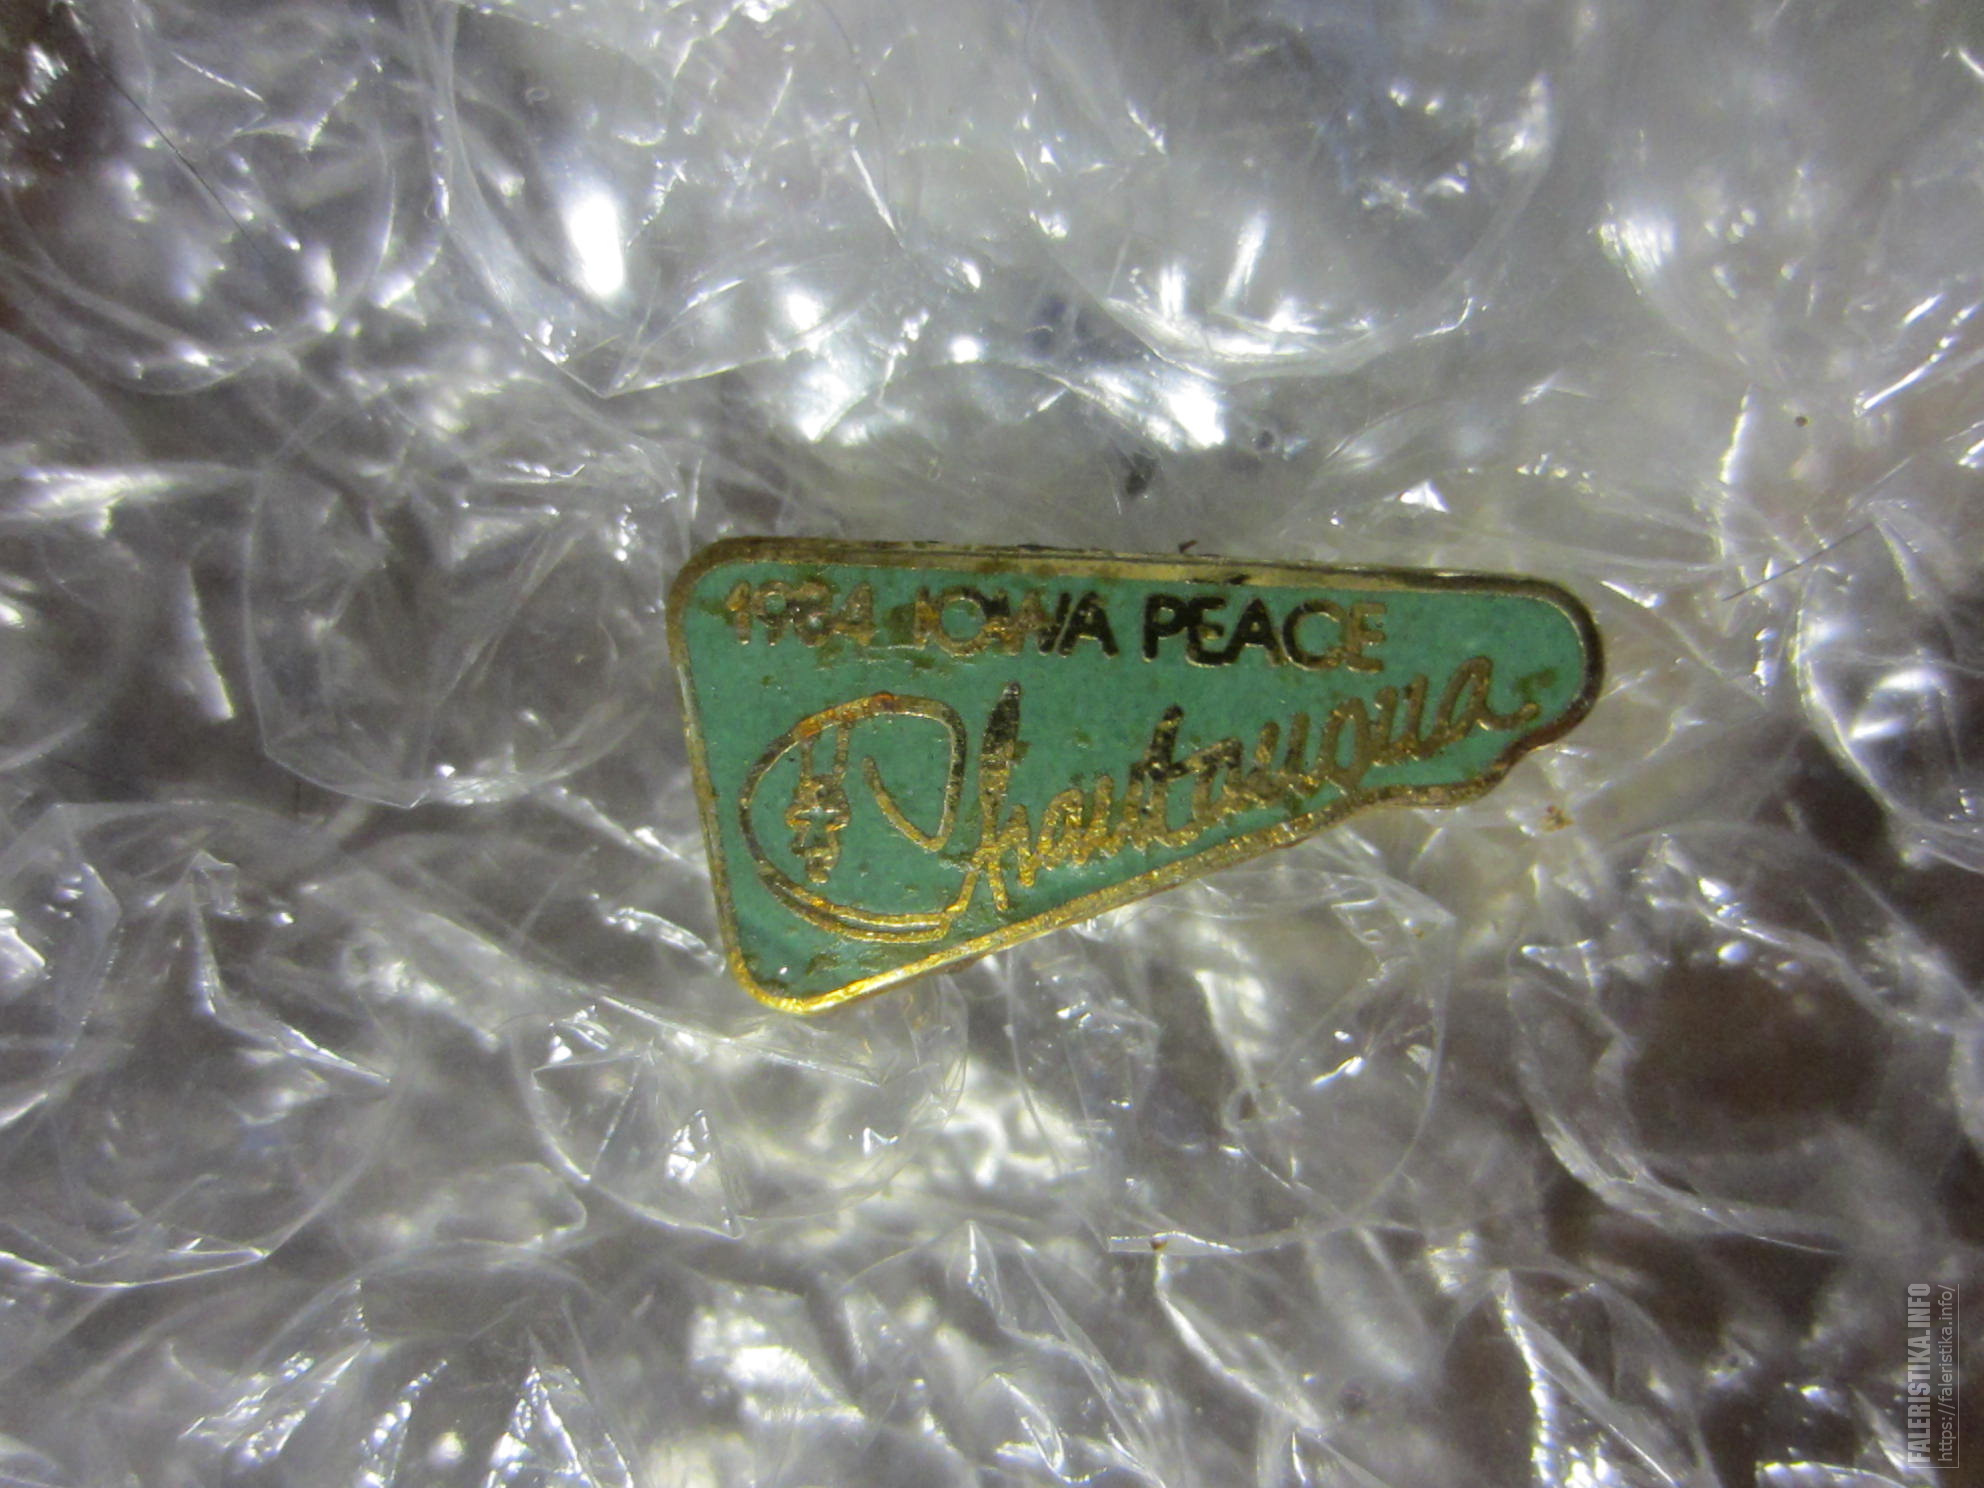 1984 IOWA PEACE
Chautauqua
FALERISTIKA.INFO
https://faleristika.info/